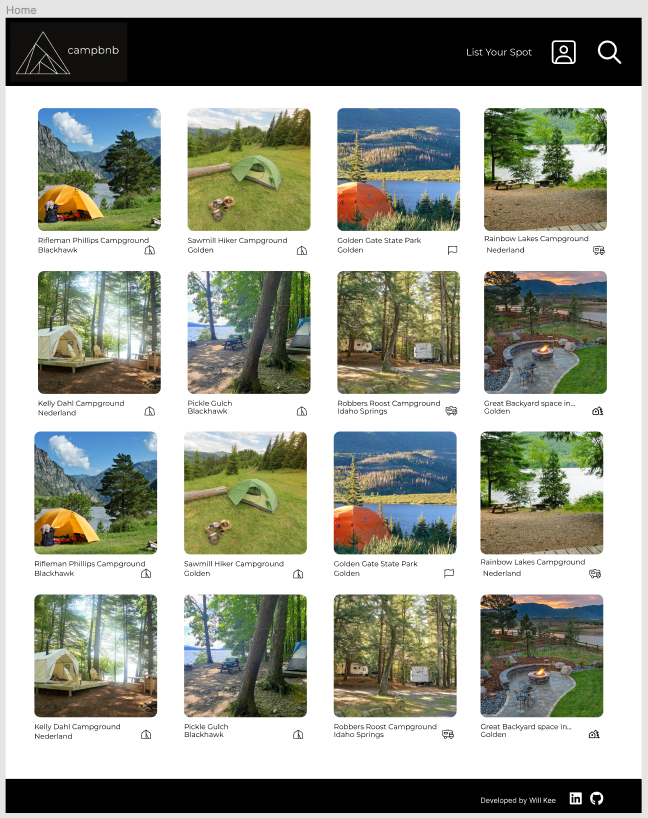 Home
campbnb
List Your Spot
Rifleman Phillips Campground
Blackhawk
Sawmill Hiker Campground
Golden
Golden Gate State Park
Golden
Rainbow Lakes Campground
Nederland
Kelly Dahl Campground
Nederland
Pickle Gulch
Blackhawk
Robbers Roost Campground
Idaho Springs
Great Backyard space in...
Golden
Rifleman Phillips Campground
Blackhawk
Sawmill Hiker Campground
Golden
Golden Gate State Park
Golden
Rainbow Lakes Campground
Nederland
Kelly Dahl Campground
Nederland
Pickle Gulch
Blackhawk
Robbers Roost Campground
Idaho Springs
Great Backyard space in...
Golden
Developed by Will Kee